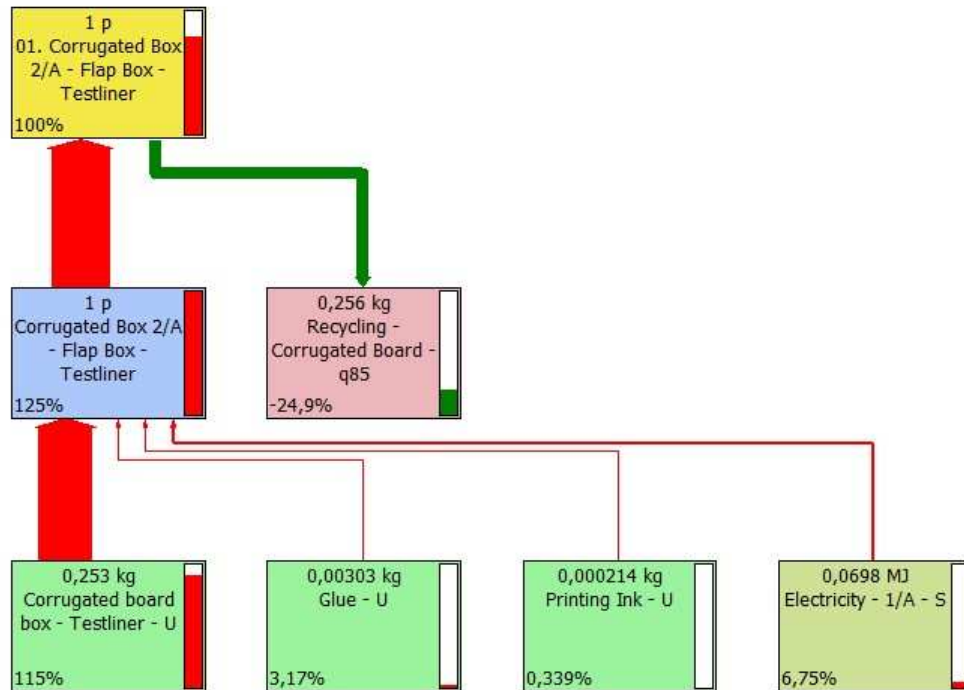 1 p
01. Corrugated Box
2/A - Flap Box -
Testliner
100%
1 p
Corrugated Box 2/A
- Flap Box -
Testliner
125%
0,256 kg
Recycling -
Corrugated Board -
q85
-24,9%
0,253 kg
Corrugated board
box - Testliner - U
115%
0,00303 kg
Glue - U
3,17%
0,000214 kg
Printing Ink - U
0,339%
0,0698 MJ
Electricity - 1/A - S
6,75%